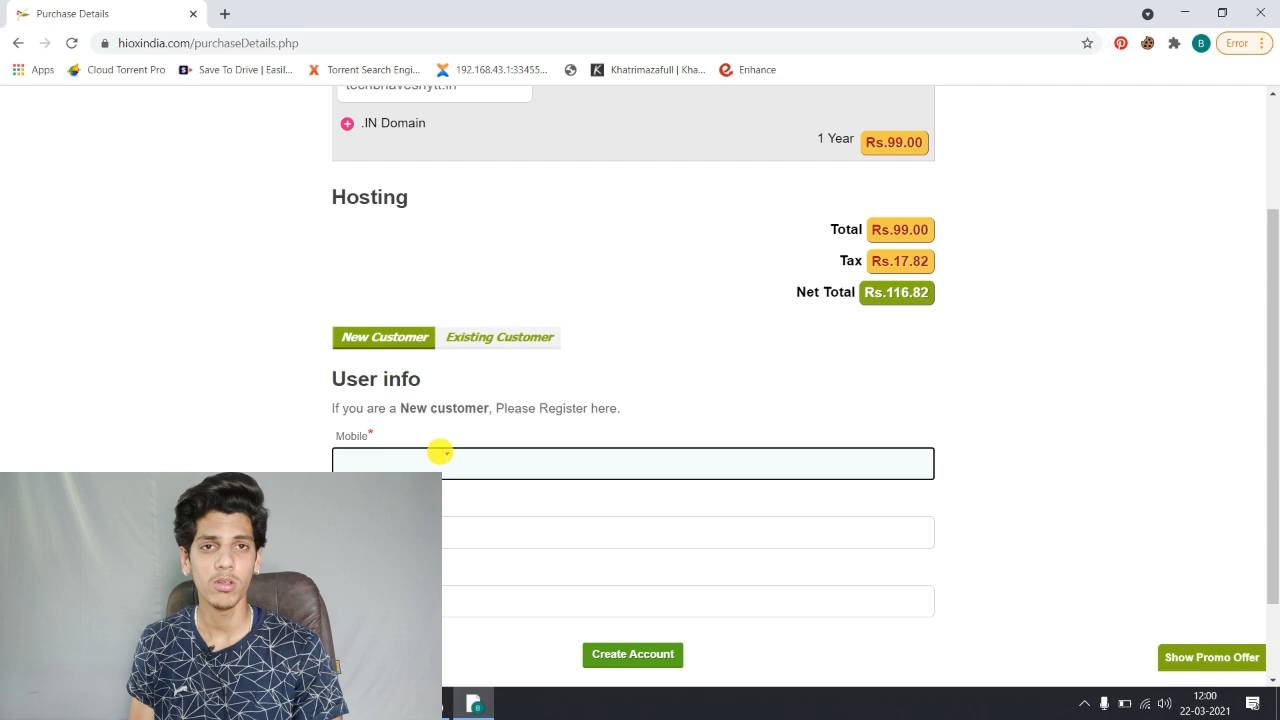 Purchase Details
hioxindia.com/purchaseDetails.php
B
Error
Apps
Cloud Torrent Pro
Save To Drive | Easil...
Torrent Search Engi...
192.168.43.1:33455...
Khatrimazafull | Kha...
Enhance
techbhaveshytt.in
.IN Domain
1 Year Rs.99.00
Hosting
Total Rs.99.00
Tax Rs.17.82
Net Total Rs.116.82
New Customer Existing Customer
User info
If you are a New customer, Please Register here.
Mobile*
Create Account
Show Promo Offer
12:00
22-03-2021